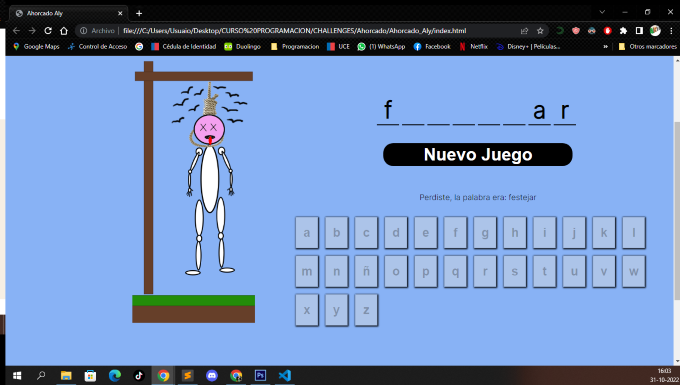 Ahorcado Aly
Archivo | file:///C:/Users/Usuaio/Desktop/CURSO%20PROGRAMACION/CHALLENGES/Ahorcado/Ahorcado_Aly/index.html
Google Maps Control de Acceso G Cédula de Identidad Duolingo Programacion UCE (1) WhatsApp Facebook Netflix Disney+ | Películas... » Otros marcadores
f _ _ _ _ _ a r
Nuevo Juego
Perdiste, la palabra era: festejar
a b c d e f g h i j k l
m n ñ o p q r s t u v w
x y z
16:03
31-10-2022